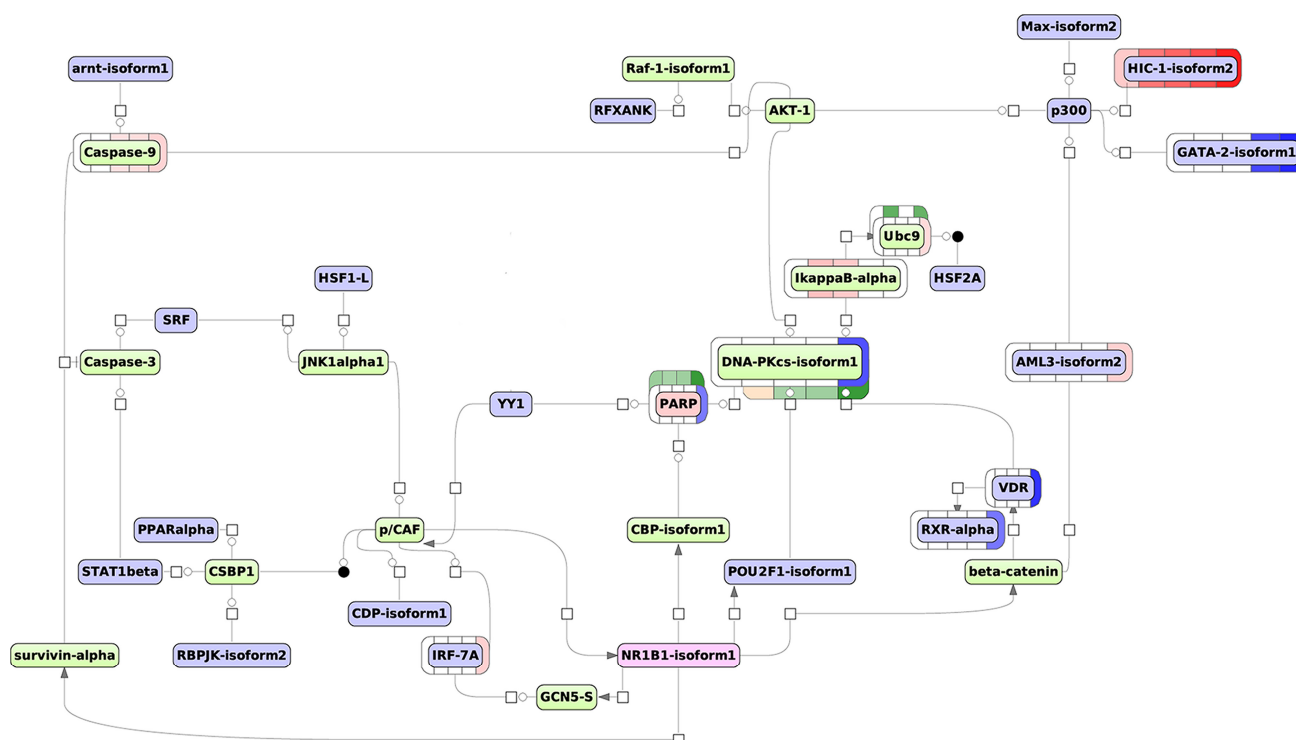 Max-isoform2
arnt-isoform1
Raf-1-isoform1
HIC-1-isoform2
RFXANK
AKT-1
p300
Caspase-9
GATA-2-isoform1
Ubc9
HSF1-L
IkappaB-alpha
HSF2A
SRF
Caspase-3
JNK1alpha1
DNA-PKcs-isoform1
AML3-isoform2
YY1
PARP
VDR
PPARalpha
p/CAF
CBP-isoform1
RXR-alpha
STAT1beta
CSBP1
POU2F1-isoform1
beta-catenin
CDP-isoform1
survivin-alpha
RBPJK-isoform2
IRF-7A
NR1B1-isoform1
GCN5-S